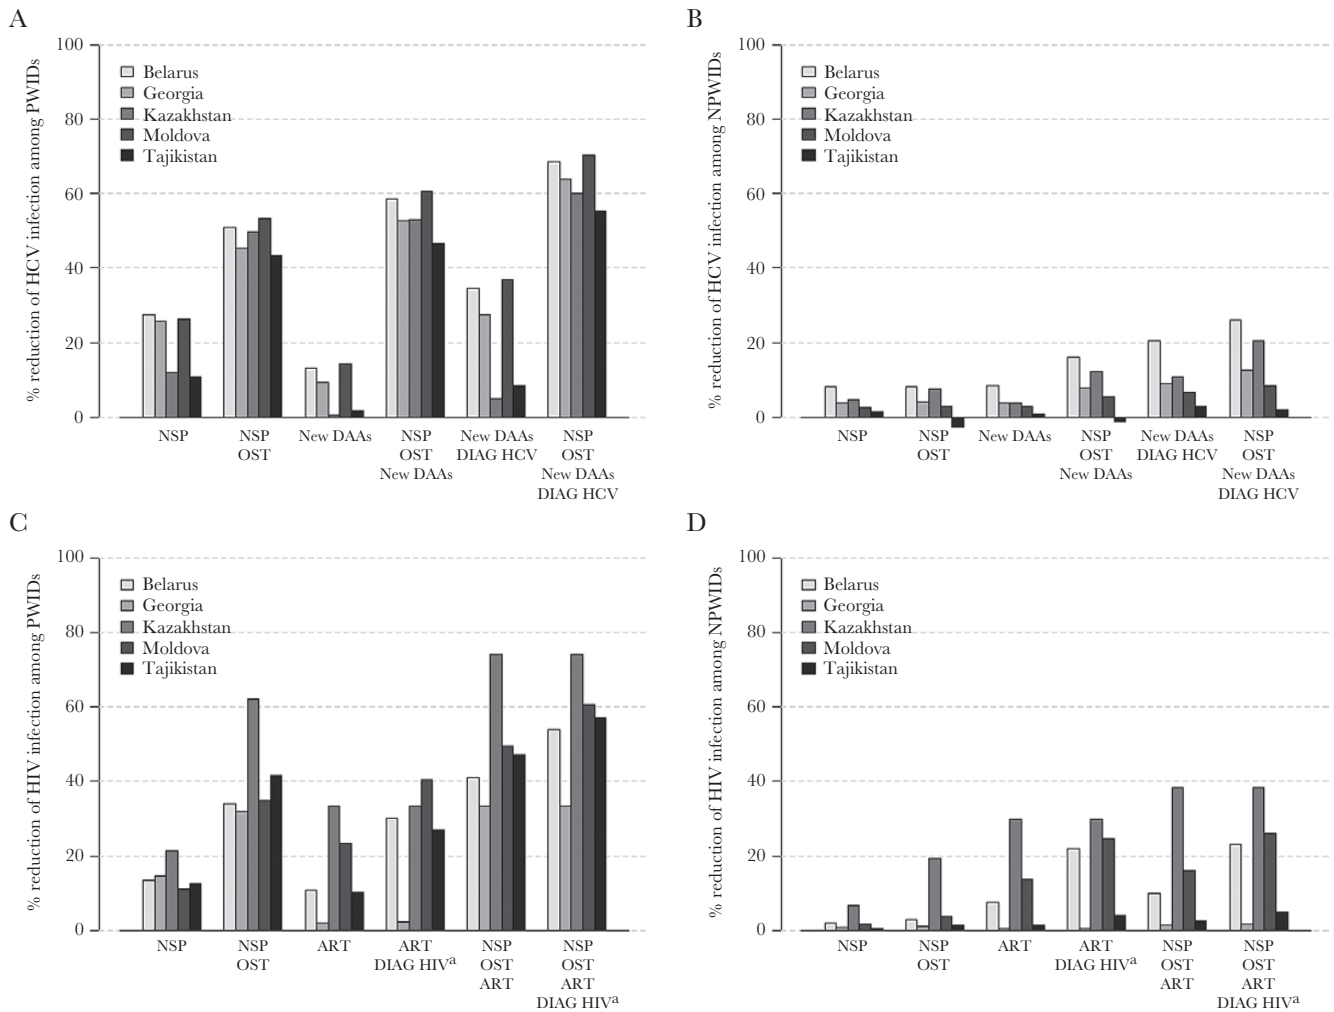 A
% reduction of HCV infection among PWIDs
100
80
60
40
20
0
Belarus
Georgia
Kazakhstan
Moldova
Tajikistan
NSP
NSP
OST
New DAAs
NSP
OST
New DAAs
New DAAs
DIAG HCV
NSP
OST
New DAAs
DIAG HCV
B
% reduction of HCV infection among NPWIDs
100
80
60
40
20
0
Belarus
Georgia
Kazakhstan
Moldova
Tajikistan
NSP
NSP
OST
New DAAs
NSP
OST
New DAAs
New DAAs
DIAG HCV
NSP
OST
New DAAs
DIAG HCV
C
% reduction of HIV infection among PWIDs
100
80
60
40
20
0
Belarus
Georgia
Kazakhstan
Moldova
Tajikistan
NSP
NSP
OST
ART
ART
DIAG HIVᵃ
NSP
OST
ART
NSP
OST
ART
DIAG HIVᵃ
D
% reduction of HIV infection among NPWIDs
100
80
60
40
20
0
Belarus
Georgia
Kazakhstan
Moldova
Tajikistan
NSP
NSP
OST
ART
ART
DIAG HIVᵃ
NSP
OST
ART
NSP
OST
ART
DIAG HIVᵃ